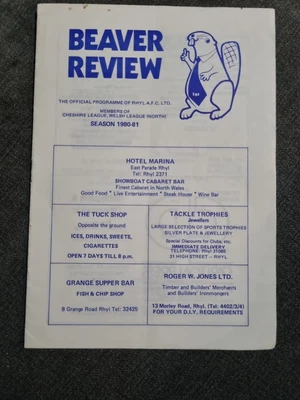 BEAVER
REVIEW
THE OFFICIAL PROGRAMME OF RHYL A.F.C. LTD.
MEMBERS OF
CHESHIRE LEAGUE, WELSH LEAGUE (NORTH)
SEASON 1980-81
HOTEL MARINA
East Parade Rhyl
Tel: Rhyl 2371
SHOWBOAT CABARET BAR
Finest Cabaret in North Wales
Good Food * Live Entertainment * Steak House * Wine Bar
THE TUCK SHOP
Opposite the ground
ICES, DRINKS, SWEETS,
CIGARETTES
OPEN 7 DAYS TILL 8 p.m.
TACKLE TROPHIES
Jewellers
LARGE SELECTION OF SPORTS TROPHIES
SILVER PLATE & JEWELLERY
Special Discounts for Clubs, etc.
IMMEDIATE DELIVERY
TELEPHONE: Rhyl 31065
31 HIGH STREET - RHYL
GRANGE SUPPER BAR
FISH & CHIP SHOP
8 Grange Road Rhyl Tel: 32425
ROGER W. JONES LTD.
Timber and Builders' Merchants
and Builders' Ironmongers
13 Morley Road, Rhyl. (Tel: 4402/3/4)
FOR YOUR D.I.Y. REQUIREMENTS